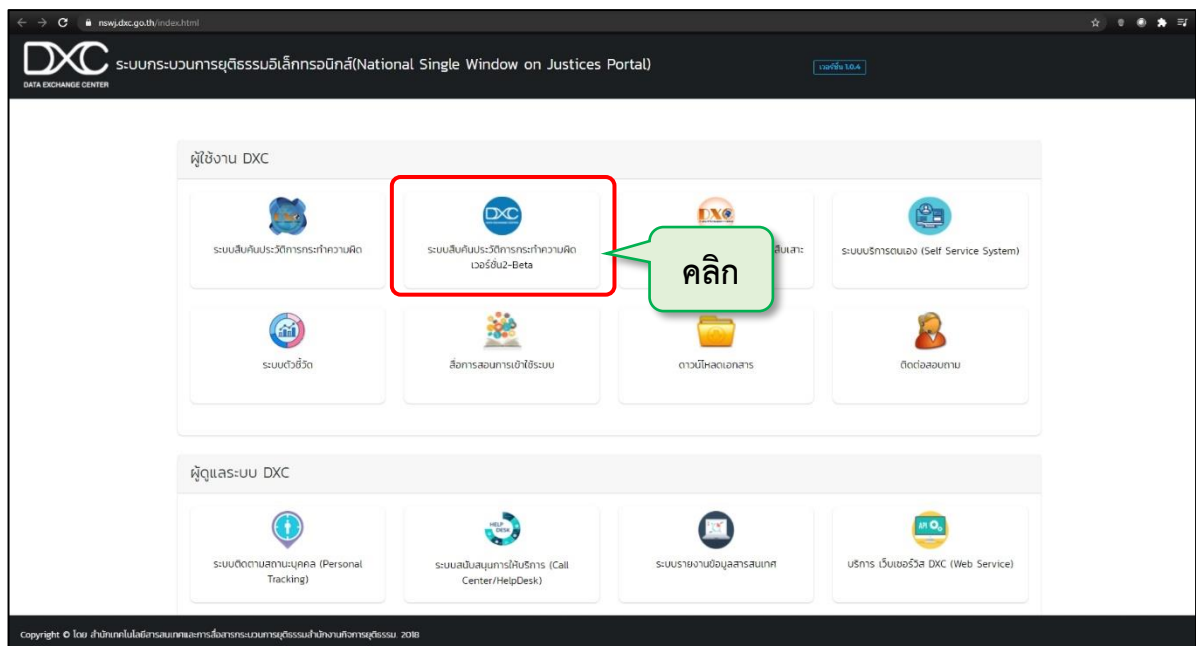 nswj.dxc.go.th/index.html
DXC
DATA EXCHANGE CENTER
ระบบกระบวนการยุติธรรมอิเล็กทรอนิกส์(National Single Window on Justices Portal)
เวอร์ชั่น 1.0.4
ผู้ใช้งาน DXC
DXC
DXC
ระบบสืบค้นประวัติการกระทำความผิด
ระบบสืบค้นประวัติการกระทำความผิด
เวอร์ชั่น2-Beta
สืบเสาะ
ระบบบริการตนเอง (Self Service System)
คลิก
ระบบตัวชี้วัด
สื่อการสอนการเข้าใช้ระบบ
ดาวน์โหลดเอกสาร
ติดต่อสอบถาม
ผู้ดูแลระบบ DXC
HELP
DESK
API
ระบบติดตามสถานะบุคคล (Personal
Tracking)
ระบบสนับสนุนการให้บริการ (Call
Center/HelpDesk)
ระบบรายงานข้อมูลสารสนเทศ
บริการ เว็บเซอร์วิส DXC (Web Service)
Copyright © โดย สำนักเทคโนโลยีสารสนเทศและการสื่อสารกระบวนการยุติธรรมสำนักงานกิจการยุติธรรม. 2018